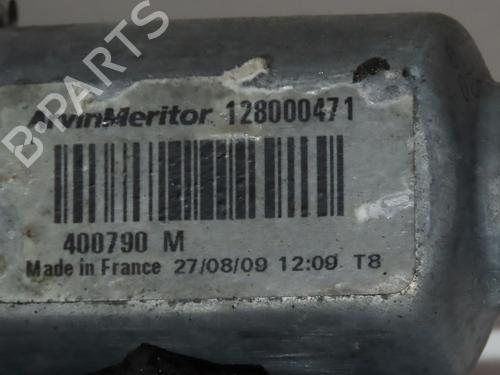 B-PARTS
ArvinMeritor 128000471
400790 M
Made in France 27/08/09 12:09 T8